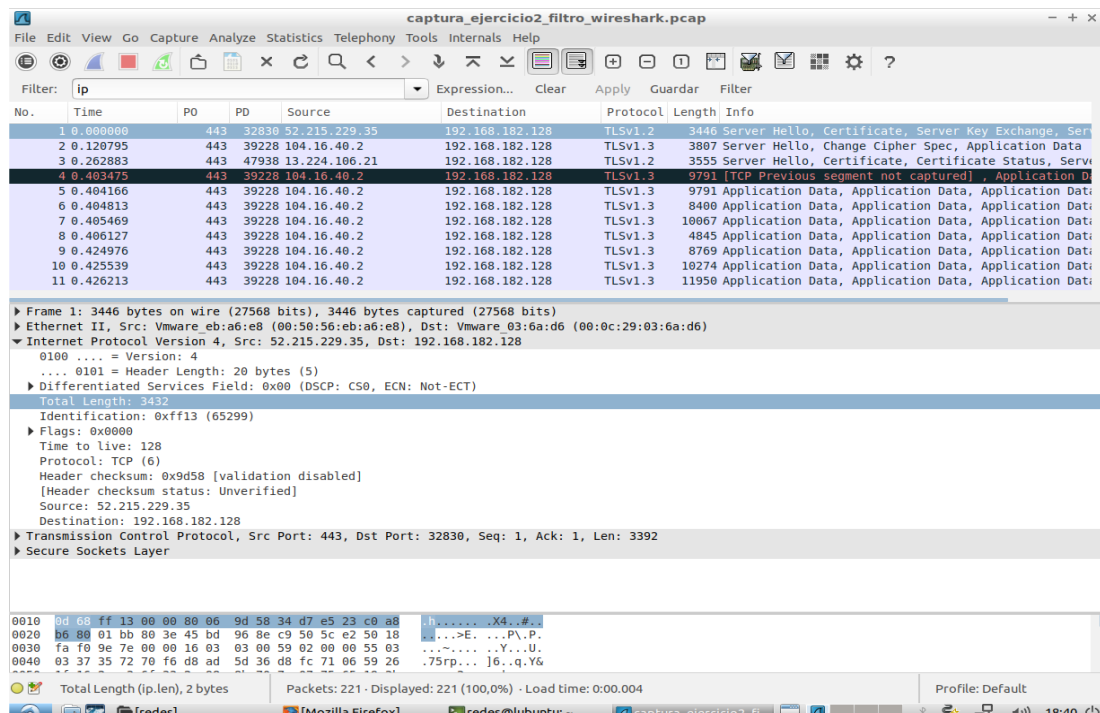 captura_ejercicio2_filtro_wireshark.pcap
File Edit View Go Capture Analyze Statistics Telephony Tools Internals Help
Filter: ip Expression... Clear Apply Guardar Filter
No. Time PO PD Source Destination Protocol Length Info
1 0.000000 443 32830 52.215.229.35 192.168.182.128 TLSv1.2 3446 Server Hello, Certificate, Server Key Exchange, Serv
2 0.120795 443 39228 104.16.40.2 192.168.182.128 TLSv1.3 3807 Server Hello, Change Cipher Spec, Application Data
3 0.262883 443 47938 13.224.106.21 192.168.182.128 TLSv1.2 3555 Server Hello, Certificate, Certificate Status, Serve
4 0.403475 443 39228 104.16.40.2 192.168.182.128 TLSv1.3 9791 [TCP Previous segment not captured] , Application Da
5 0.404166 443 39228 104.16.40.2 192.168.182.128 TLSv1.3 9791 Application Data, Application Data, Application Data
6 0.404813 443 39228 104.16.40.2 192.168.182.128 TLSv1.3 8400 Application Data, Application Data, Application Data
7 0.405469 443 39228 104.16.40.2 192.168.182.128 TLSv1.3 10067 Application Data, Application Data, Application Data
8 0.406127 443 39228 104.16.40.2 192.168.182.128 TLSv1.3 4845 Application Data, Application Data, Application Data
9 0.424976 443 39228 104.16.40.2 192.168.182.128 TLSv1.3 8769 Application Data, Application Data, Application Data
10 0.425539 443 39228 104.16.40.2 192.168.182.128 TLSv1.3 10274 Application Data, Application Data, Application Data
11 0.426213 443 39228 104.16.40.2 192.168.182.128 TLSv1.3 11950 Application Data, Application Data, Application Data
Frame 1: 3446 bytes on wire (27568 bits), 3446 bytes captured (27568 bits)
Ethernet II, Src: Vmware_eb:a6:e8 (00:50:56:eb:a6:e8), Dst: Vmware_03:6a:d6 (00:0c:29:03:6a:d6)
Internet Protocol Version 4, Src: 52.215.229.35, Dst: 192.168.182.128
0100 .... = Version: 4
.... 0101 = Header Length: 20 bytes (5)
Differentiated Services Field: 0x00 (DSCP: CS0, ECN: Not-ECT)
Total Length: 3432
Identification: 0xff13 (65299)
Flags: 0x0000
Time to live: 128
Protocol: TCP (6)
Header checksum: 0x9d58 [validation disabled]
[Header checksum status: Unverified]
Source: 52.215.229.35
Destination: 192.168.182.128
Transmission Control Protocol, Src Port: 443, Dst Port: 32830, Seq: 1, Ack: 1, Len: 3392
Secure Sockets Layer
0010 0d 68 ff 13 00 00 80 06 9d 58 34 d7 e5 23 c0 a8 .h...... .X4..#..
0020 b6 80 01 bb 80 3e 45 bd 96 8e c9 50 5c e2 50 18 .....>E. ...P\.P.
0030 fa f0 9e 7e 00 00 16 03 03 00 59 02 00 00 55 03 ...~.... ..Y...U.
0040 03 37 35 72 70 f6 d8 ad 5d 36 d8 fc 71 06 59 26 .75rp... ]6..q.Y&
Total Length (ip.len), 2 bytes Packets: 221 · Displayed: 221 (100,0%) · Load time: 0:00.004 Profile: Default
[redes] [Mozilla Firefox] redes@lubuntu: ~ captura_ejercicio2_fi 18:40